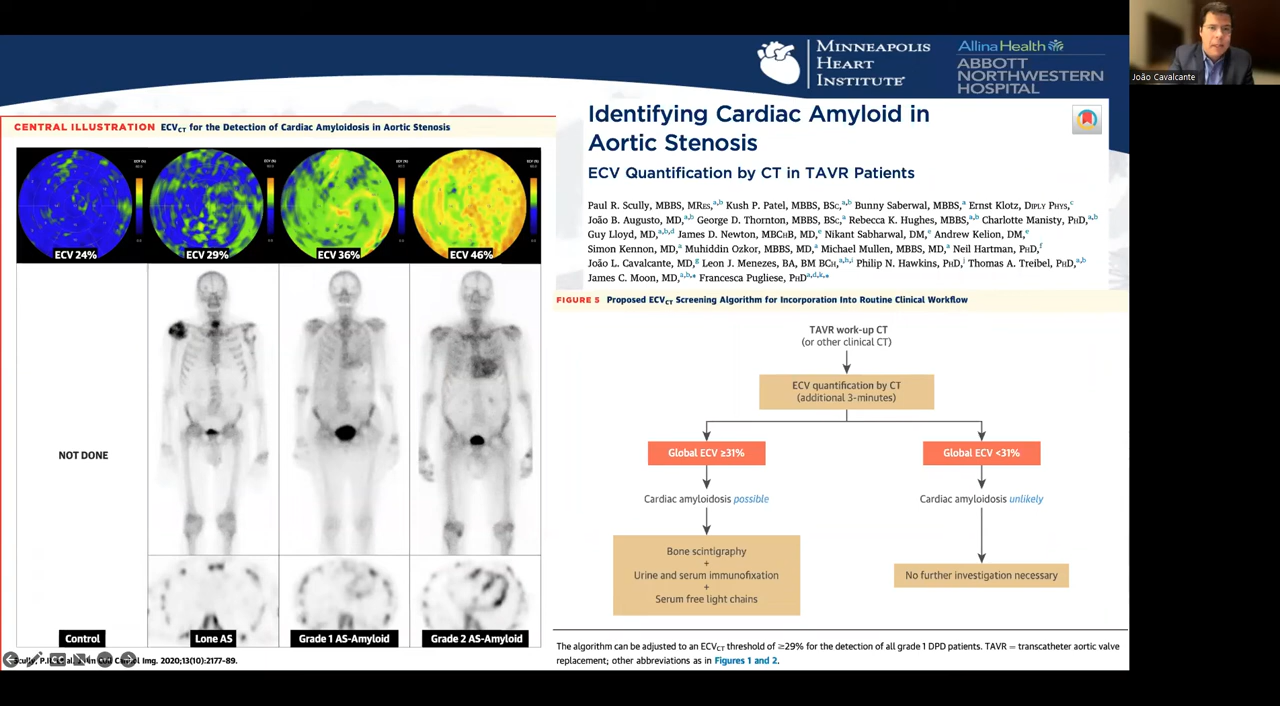 João Cavalcante
MINNEAPOLIS
HEART
INSTITUTE
AllinaHealth
ABBOTT
NORTHWESTERN
HOSPITAL
CENTRAL ILLUSTRATION ECVCT for the Detection of Cardiac Amyloidosis in Aortic Stenosis
ECV 24%
ECV 29%
ECV 36%
ECV 46%
NOT DONE
Control
Lone AS
Grade 1 AS-Amyloid
Grade 2 AS-Amyloid
2020;13(10):2177-89.
Identifying Cardiac Amyloid in
Aortic Stenosis
ECV Quantification by CT in TAVR Patients
Paul R. Scully, MBBS, MRES,a,b Kush P. Patel, MBBS, BSC,a,b Bunny Saberwal, MBBS,a Ernst Klotz, DIPLY PHYS,c
João B. Augusto, MD,a,b George D. Thornton, MBBS, BSC,a Rebecca K. Hughes, MBBS,a,b Charlotte Manisty, PHD,a,b
Guy Lloyd, MD,a,b,d James D. Newton, MBCHB, MD,e Nikant Sabharwal, DM,e Andrew Kelion, DM,e
Simon Kennon, MD,a Muhiddin Ozkor, MBBS, MD,a Michael Mullen, MBBS, MD,a Neil Hartman, PHD,f
João L. Cavalcante, MD,g Leon J. Menezes, BA, BM BCH,a,b,i Philip N. Hawkins, PHD,j Thomas A. Treibel, PHD,a,b
James C. Moon, MD,a,b,* Francesca Pugliese, PHDa,d,k,*
FIGURE 5 Proposed ECVCT Screening Algorithm for Incorporation Into Routine Clinical Workflow
TAVR work-up CT
(or other clinical CT)
ECV quantification by CT
(additional 3-minutes)
Global ECV ≥31%
Global ECV <31%
Cardiac amyloidosis possible
Cardiac amyloidosis unlikely
Bone scintigraphy
+
Urine and serum immunofixation
+
Serum free light chains
No further investigation necessary
The algorithm can be adjusted to an ECVCT threshold of ≥29% for the detection of all grade 1 DPD patients. TAVR = transcatheter aortic valve
replacement; other abbreviations as in Figures 1 and 2.